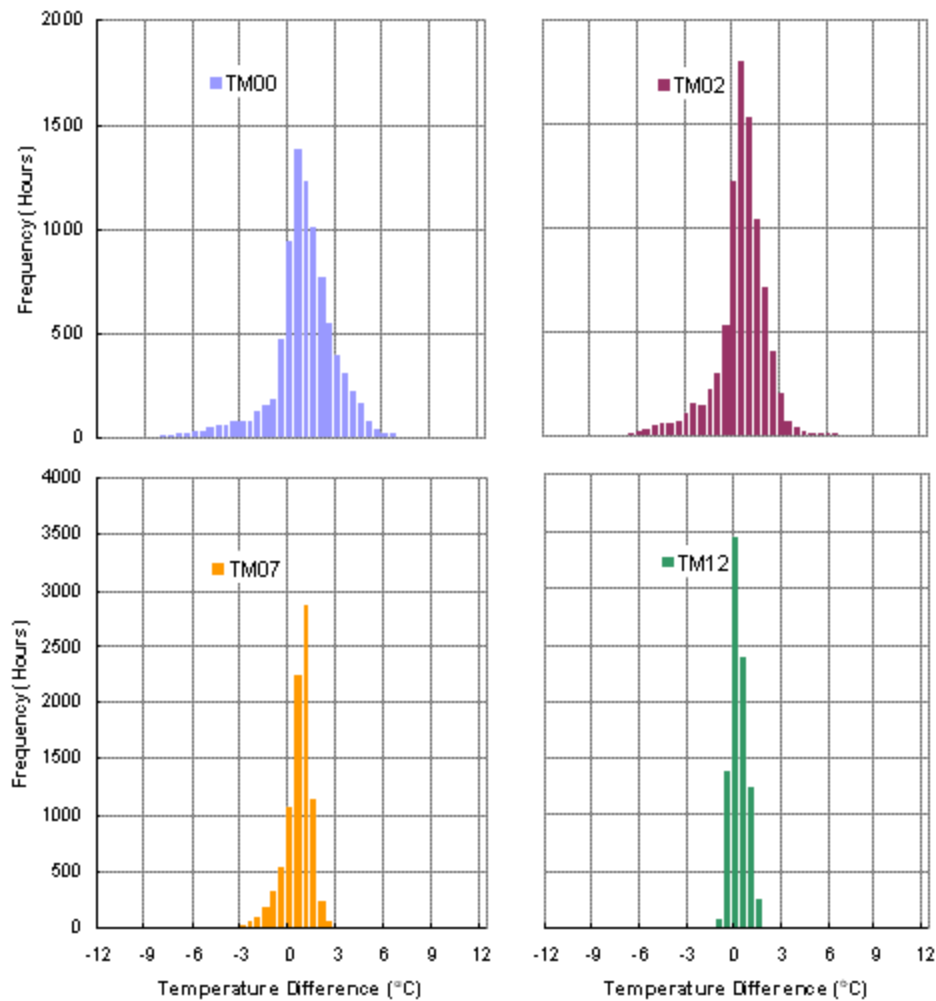 2000
TM00
TM02
1500
1000
500
0
Frequency (Hours)
4000
3500
TM07
TM12
3000
2500
2000
1500
1000
500
0
Frequency (Hours)
-12 -9 -6 -3 0 3 6 9 12
-12 -9 -6 -3 0 3 6 9 12
Temperature Difference (°C)
Temperature Difference (°C)